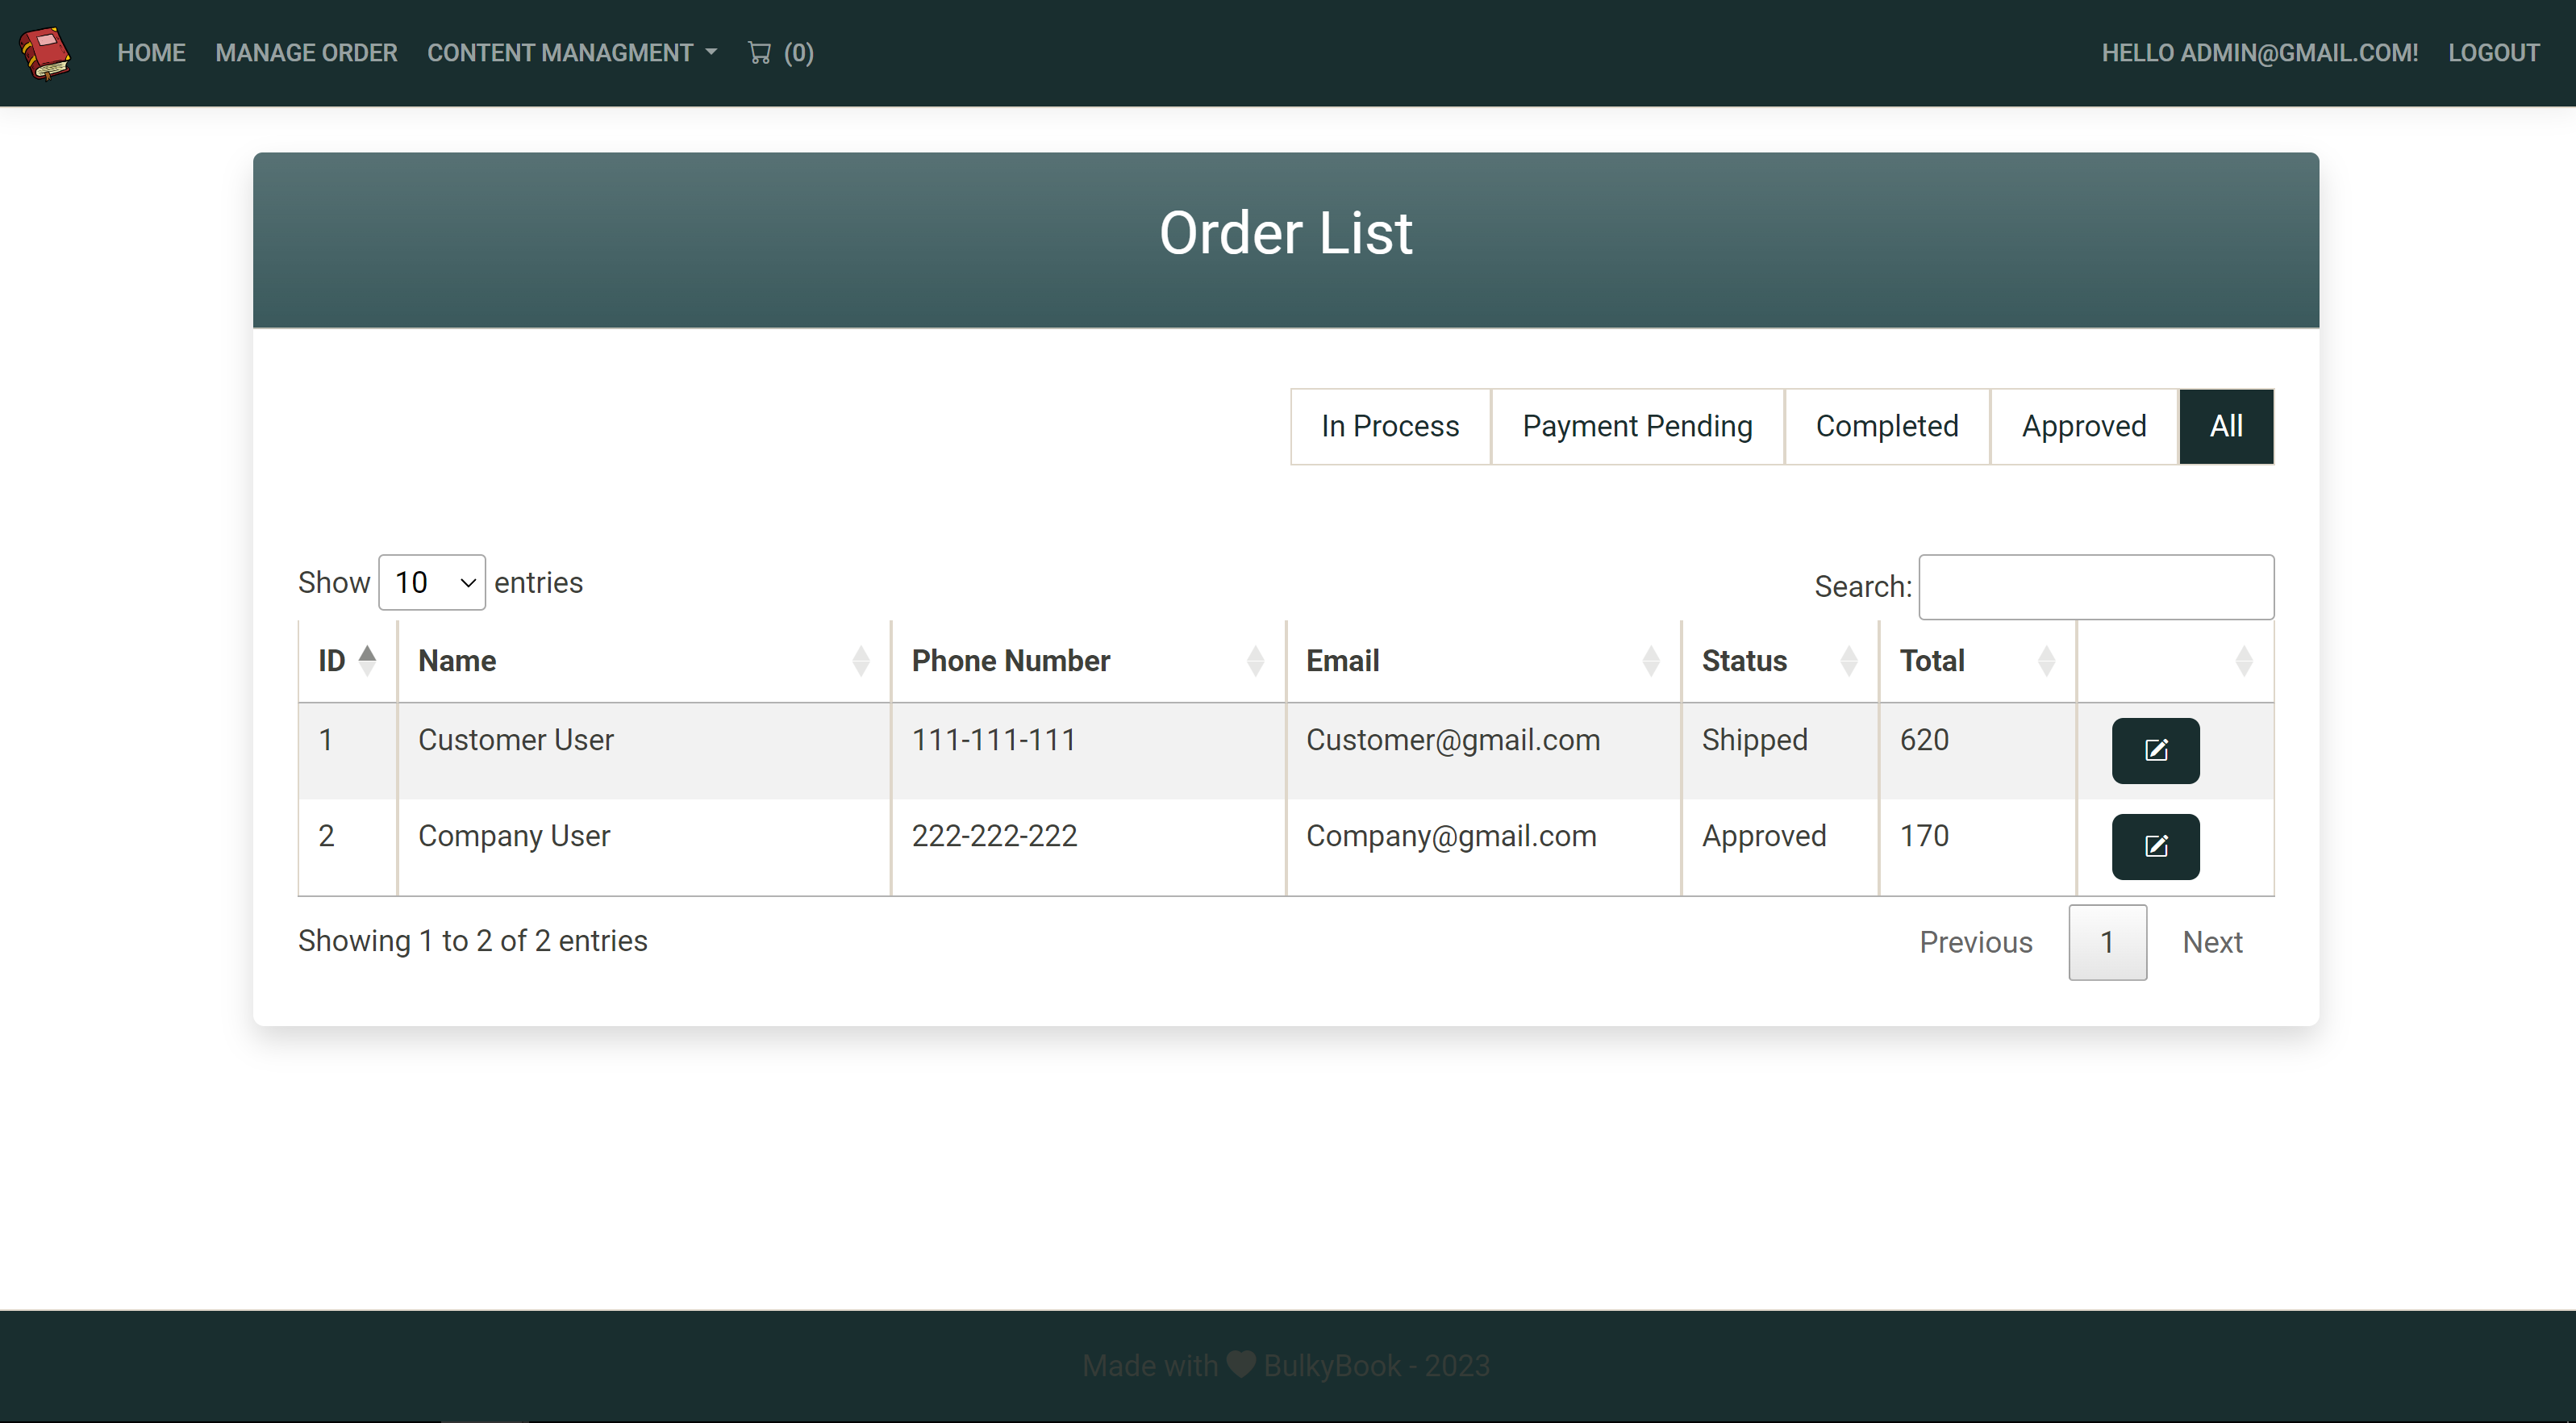 HOME MANAGE ORDER CONTENT MANAGMENT (0) HELLO ADMIN@GMAIL.COM! LOGOUT
Order List
In Process Payment Pending Completed Approved All
Show 10 entries Search:
ID Name Phone Number Email Status Total
1 Customer User 111-111-111 Customer@gmail.com Shipped 620
2 Company User 222-222-222 Company@gmail.com Approved 170
Showing 1 to 2 of 2 entries Previous 1 Next
Made with BulkyBook - 2023